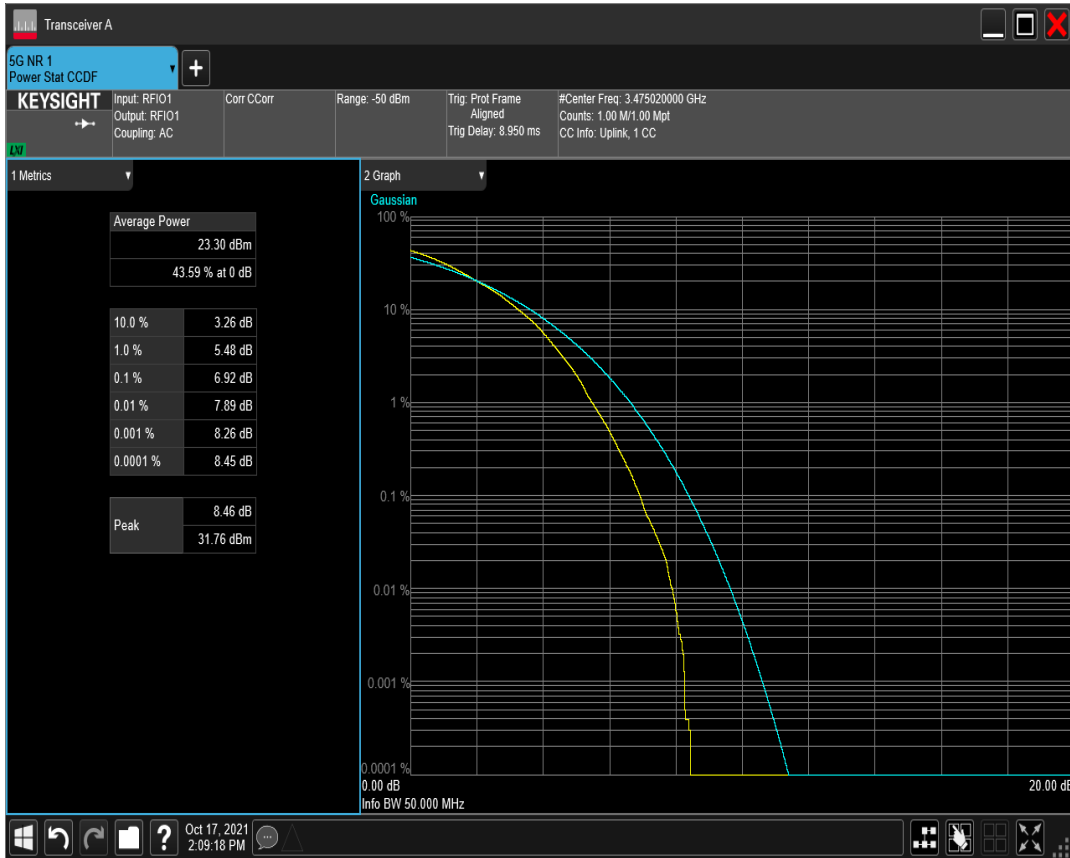 Transceiver A
5G NR 1
Power Stat CCDF
+
KEYSIGHT
LXI
Input: RFIO1
Output: RFIO1
Coupling: AC
Corr CCorr
Range: -50 dBm
Trig: Prot Frame
Aligned
Trig Delay: 8.950 ms
#Center Freq: 3.475020000 GHz
Counts: 1.00 M/1.00 Mpt
CC Info: Uplink, 1 CC
1 Metrics
Average Power
23.30 dBm
43.59 % at 0 dB
10.0 % 3.26 dB
1.0 % 5.48 dB
0.1 % 6.92 dB
0.01 % 7.89 dB
0.001 % 8.26 dB
0.0001 % 8.45 dB
Peak
8.46 dB
31.76 dBm
2 Graph
Gaussian
100 %
10 %
1 %
0.1 %
0.01 %
0.001 %
0.0001 %
0.00 dB 20.00 dB
Info BW 50.000 MHz
?
Oct 17, 2021
2:09:18 PM